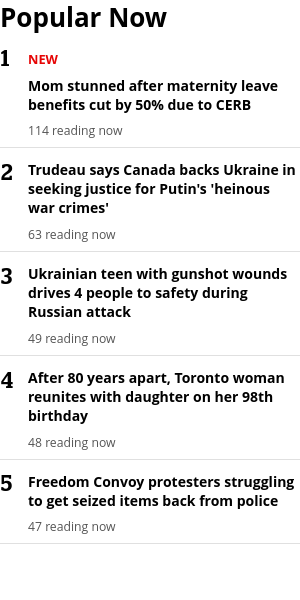 Popular Now
1
NEW
Mom stunned after maternity leave
benefits cut by 50% due to CERB
114 reading now
2
Trudeau says Canada backs Ukraine in
seeking justice for Putin's 'heinous
war crimes'
63 reading now
3
Ukrainian teen with gunshot wounds
drives 4 people to safety during
Russian attack
49 reading now
4
After 80 years apart, Toronto woman
reunites with daughter on her 98th
birthday
48 reading now
5
Freedom Convoy protesters struggling
to get seized items back from police
47 reading now